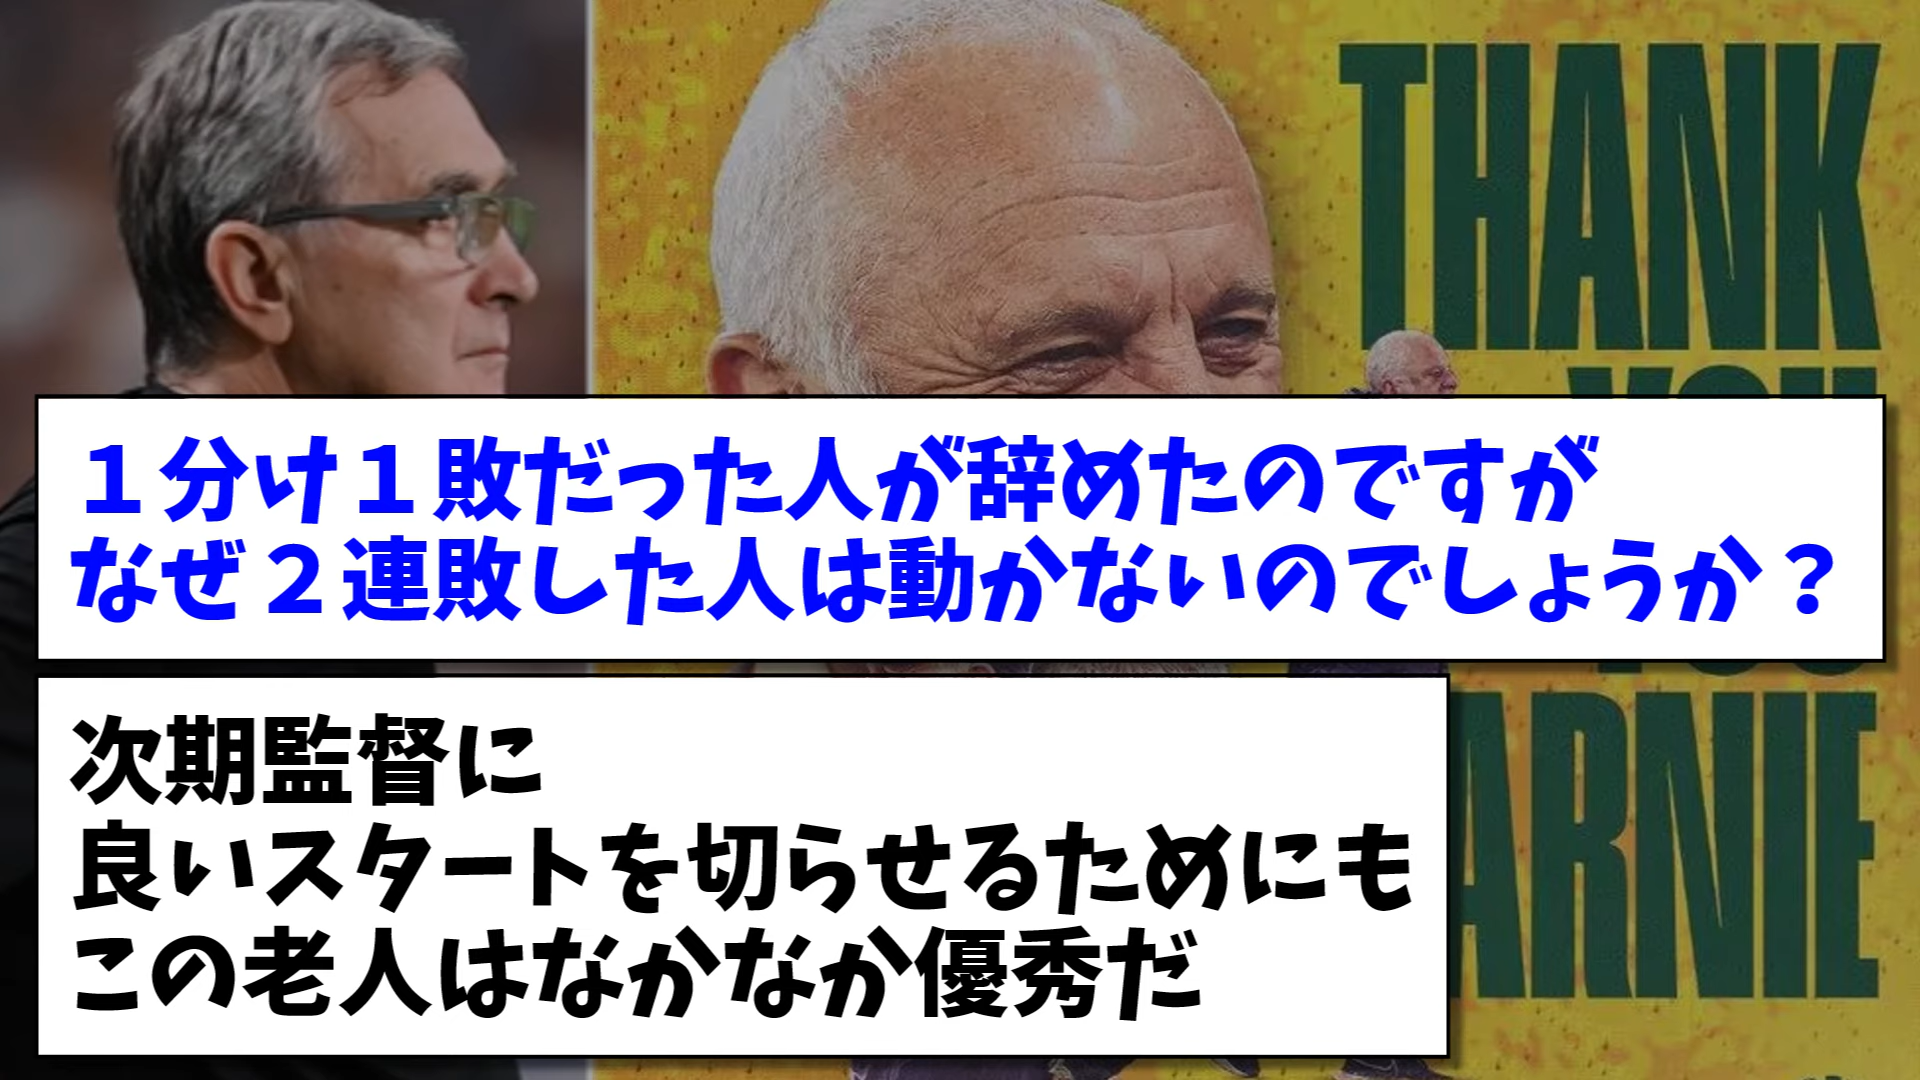 THANK
YOU
１分け１敗だった人が辞めたのですが
なぜ２連敗した人は動かないのでしょうか？
次期監督に
良いスタートを切らせるためにも
この老人はなかなか優秀だ
ARNIE